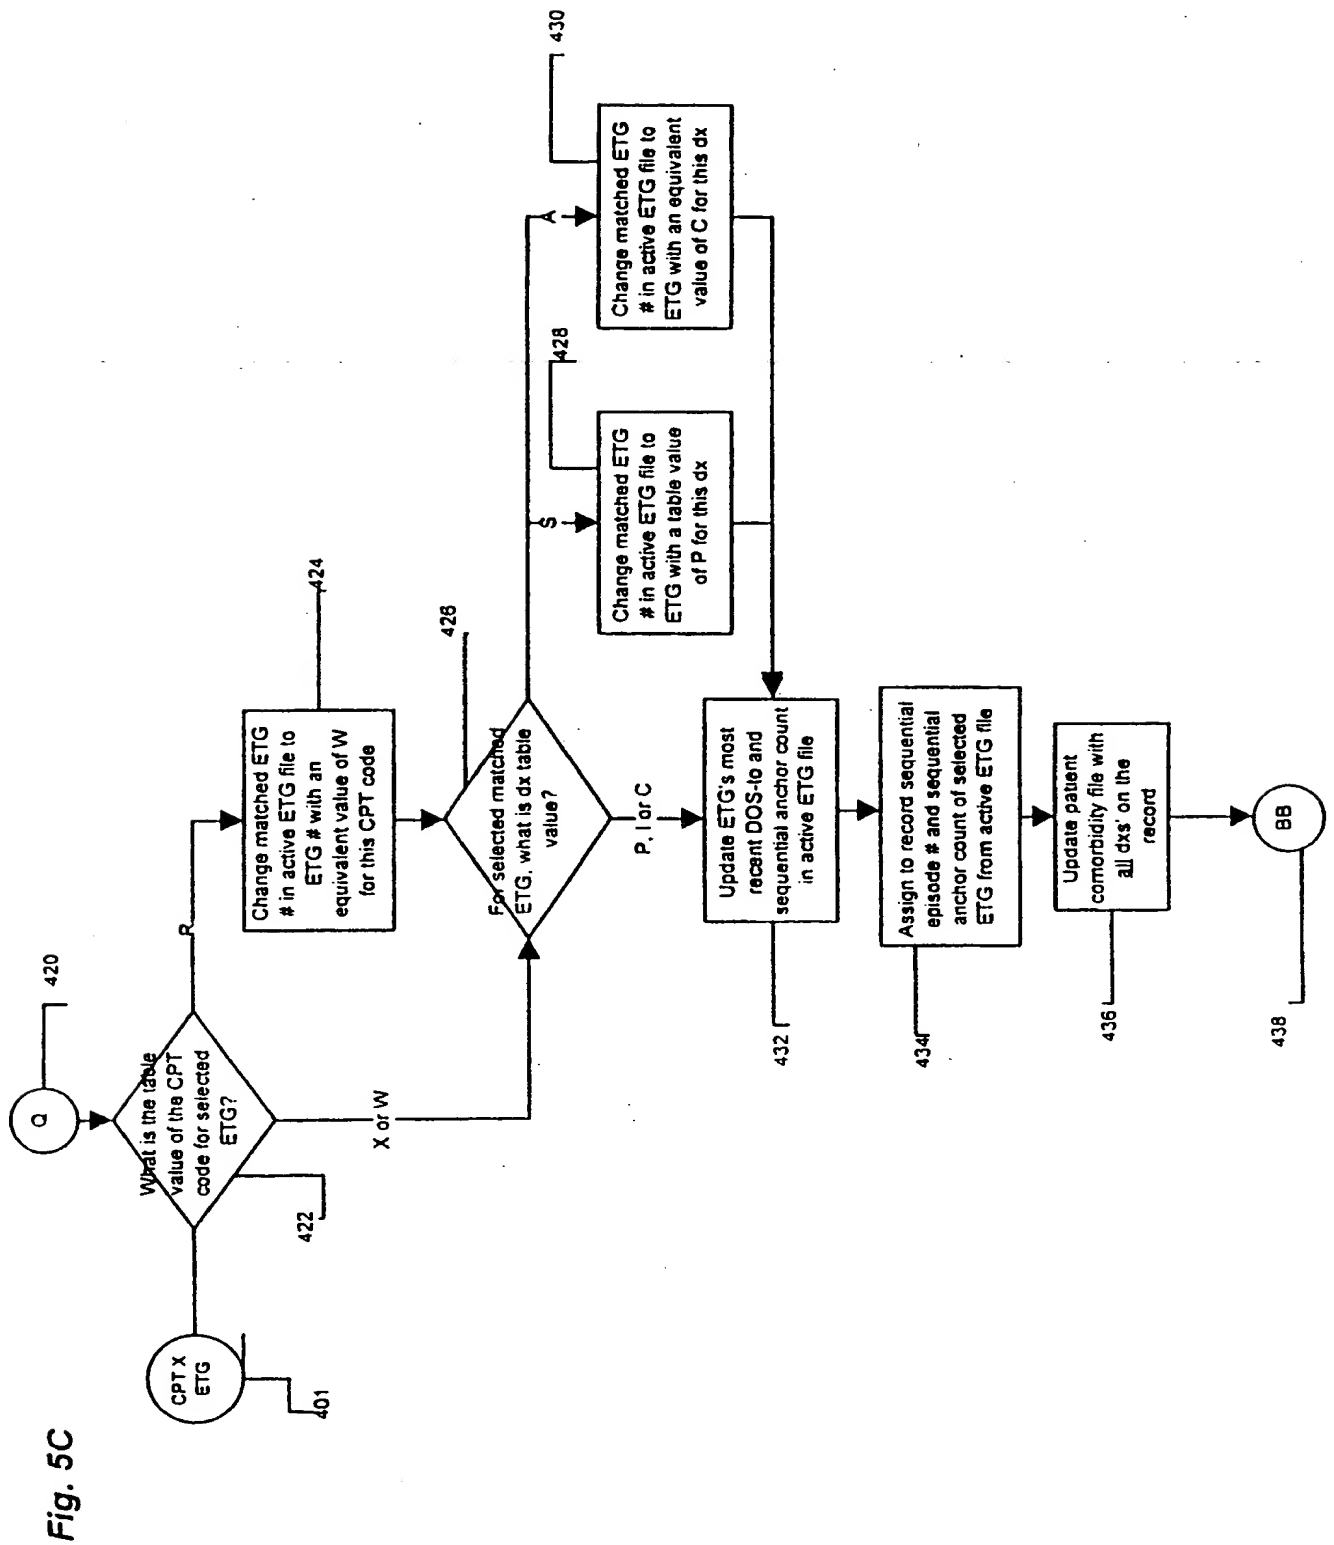 Fig. 5C
Q
420
CPT X
ETG
401
What is the table
value of the CPT
code for selected
ETG?
422
R
X or W
Change matched ETG
# in active ETG file to
ETG # with an
equivalent value of W
for this CPT code
424
For selected matched
ETG, what is dx table
value?
426
S
A
P, I or C
Change matched ETG
# in active ETG file to
ETG with a table value
of P for this dx
428
Change matched ETG
# in active ETG file to
ETG with an equivalent
value of C for this dx
430
Update ETG's most
recent DOS-to and
sequential anchor count
in active ETG file
432
Assign to record sequential
episode # and sequential
anchor count of selected
ETG from active ETG file
434
Update patient
comorbidity file with
all dxs' on the
record
436
BB
438